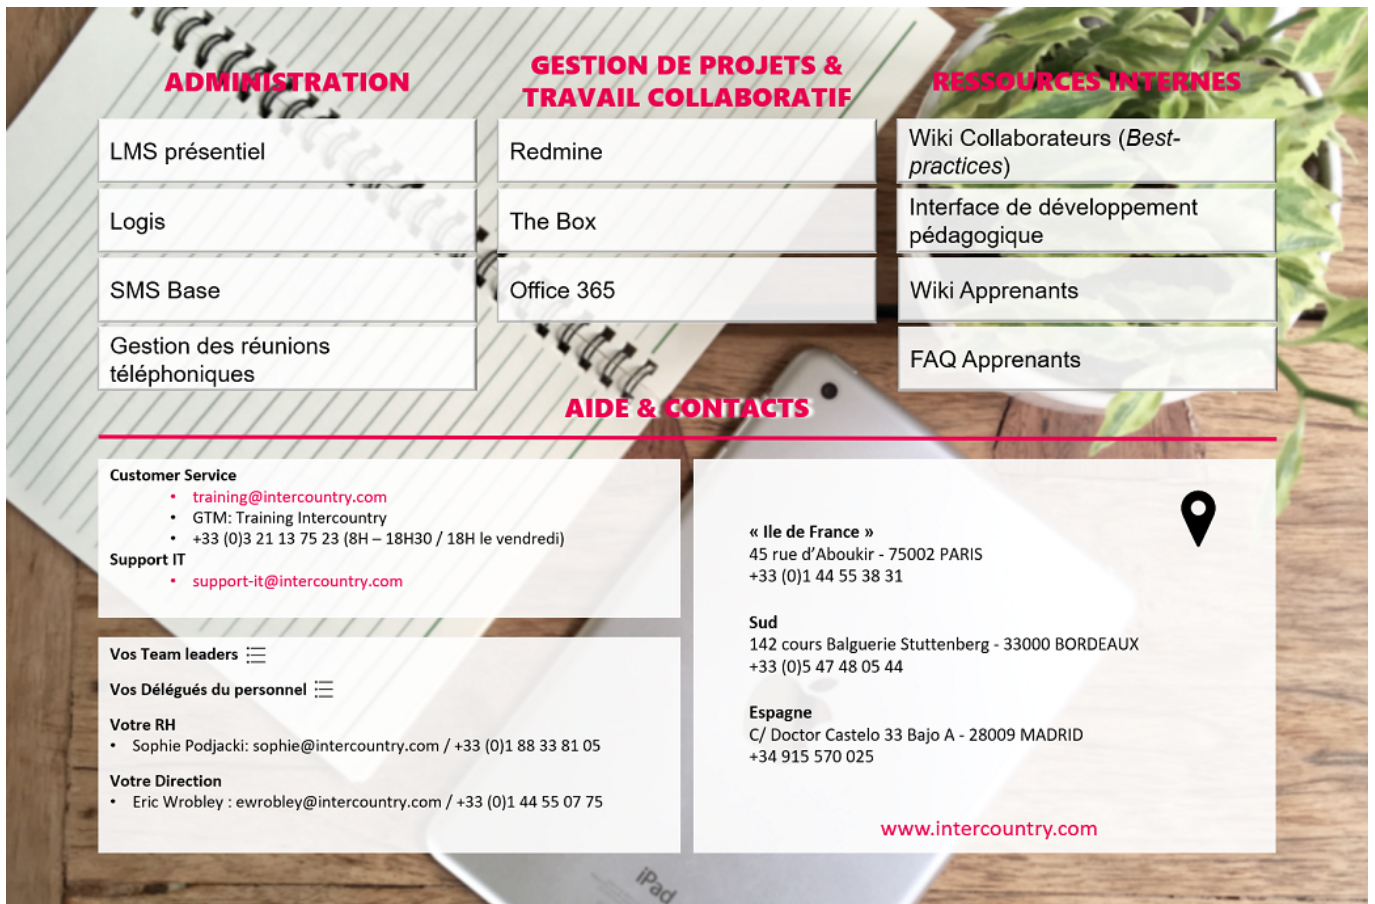 ADMINISTRATION
LMS présentiel
Logis
SMS Base
Gestion des réunions
téléphoniques
GESTION DE PROJETS &
TRAVAIL COLLABORATIF
Redmine
The Box
Office 365
RESSOURCES INTERNES
Wiki Collaborateurs (Best-
practices)
Interface de développement
pédagogique
Wiki Apprenants
FAQ Apprenants
AIDE & CONTACTS
Customer Service
• training@intercountry.com
• GTM: Training Intercountry
• +33 (0)3 21 13 75 23 (8H – 18H30 / 18H le vendredi)
Support IT
• support-it@intercountry.com
Vos Team leaders
Vos Délégués du personnel
Votre RH
• Sophie Podjacki: sophie@intercountry.com / +33 (0)1 88 33 81 05
Votre Direction
• Eric Wrobley : ewrobley@intercountry.com / +33 (0)1 44 55 07 75
« Ile de France »
45 rue d’Aboukir - 75002 PARIS
+33 (0)1 44 55 38 31
Sud
142 cours Balguerie Stuttenberg - 33000 BORDEAUX
+33 (0)5 47 48 05 44
Espagne
C/ Doctor Castelo 33 Bajo A - 28009 MADRID
+34 915 570 025
www.intercountry.com
iPad